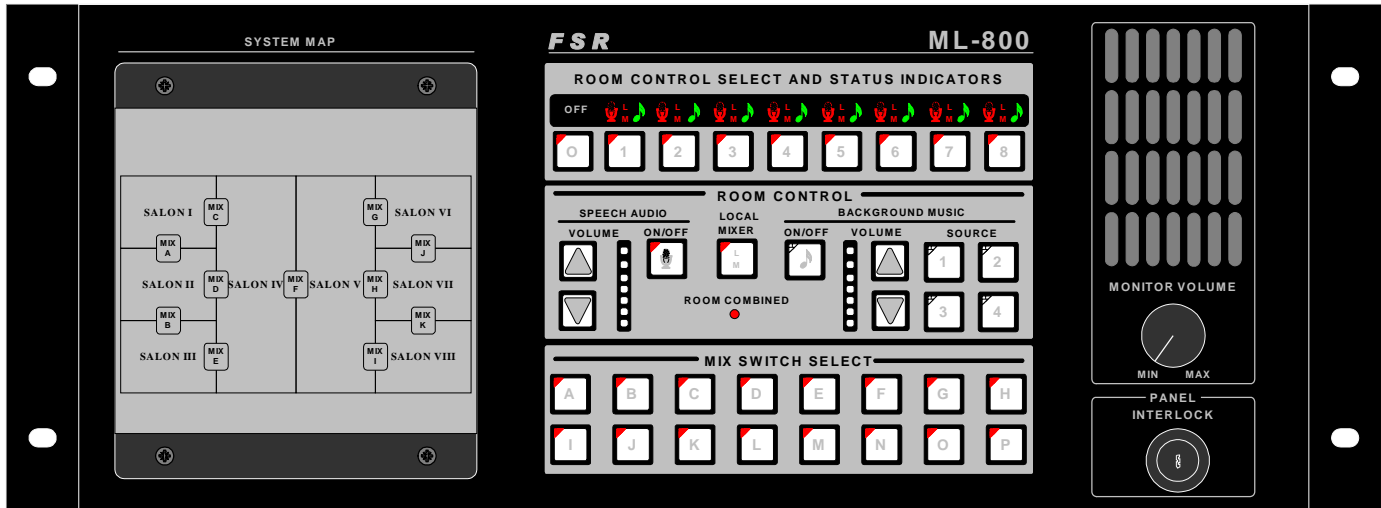 SYSTEM MAP
SALON I
MIX C
MIX G
SALON VI
MIX A
MIX J
SALON II
MIX D
SALON IV
MIX F
SALON V
MIX H
SALON VII
MIX B
MIX K
SALON III
MIX E
MIX I
SALON VIII
FSR
ML-800
ROOM CONTROL SELECT AND STATUS INDICATORS
OFF L M L M L M L M L M L M L M L M
O 1 2 3 4 5 6 7 8
ROOM CONTROL
SPEECH AUDIO
LOCAL MIXER
BACKGROUND MUSIC
VOLUME
ON/OFF
ON/OFF
VOLUME
SOURCE
L M
1 2
3 4
ROOM COMBINED
MIX SWITCH SELECT
A B C D E F G H
I J K L M N O P
MONITOR VOLUME
MIN MAX
PANEL
INTERLOCK